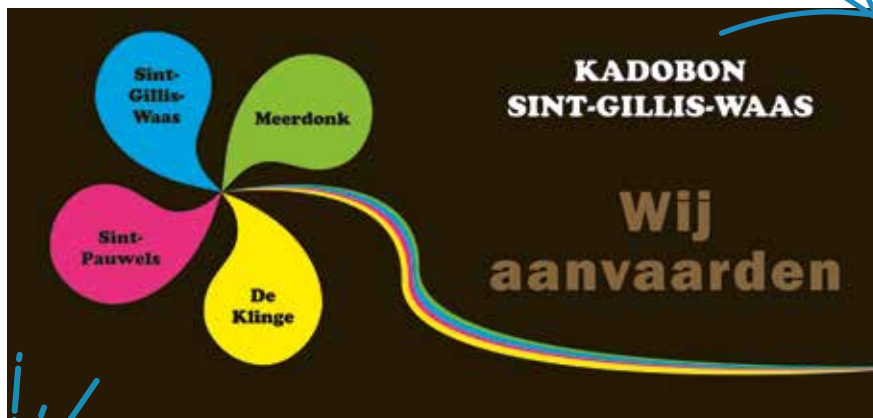 Sint-
Gillis-
Waas
Meerdonk
Sint-
Pauwels
De
Klinge
KADOBON
SINT-GILLIS-WAAS
Wij
aanvaarden